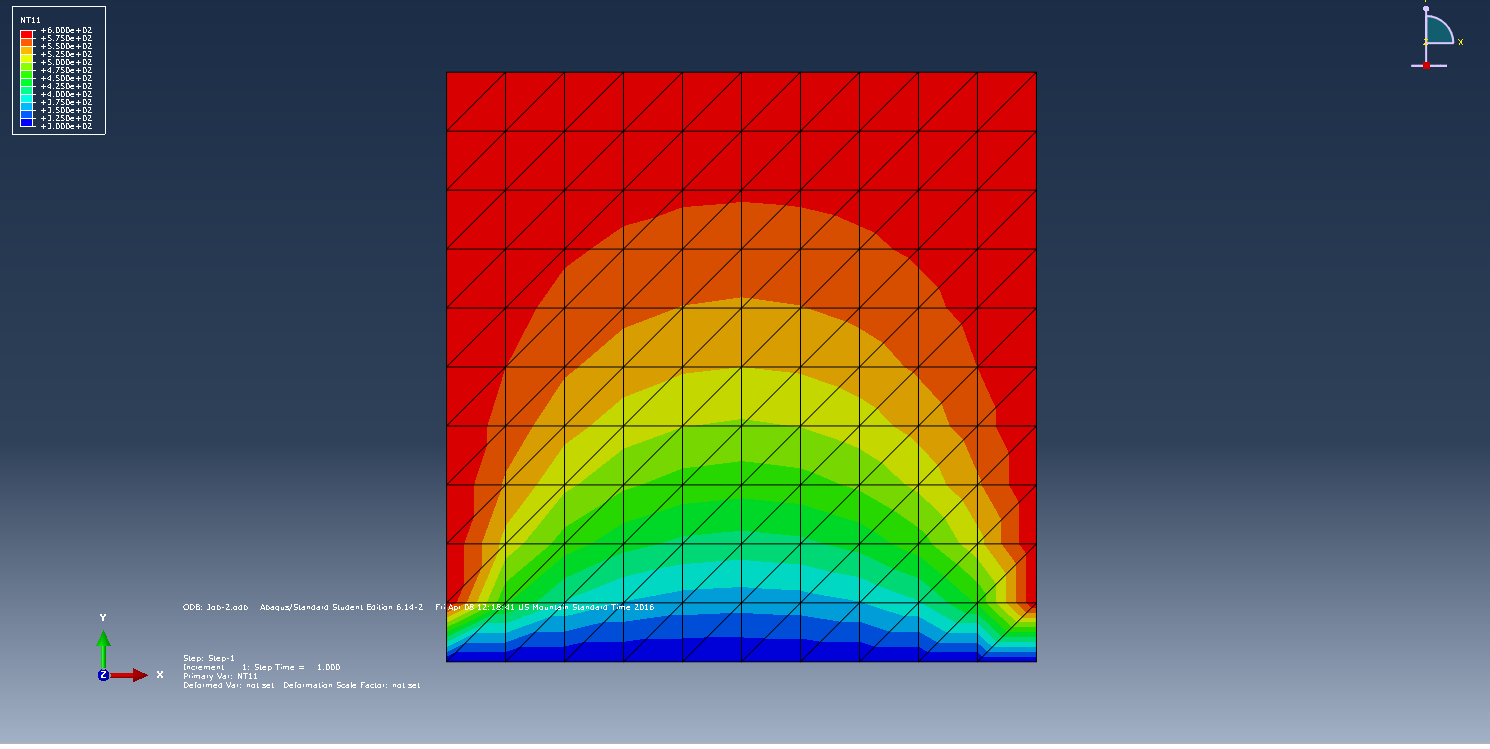 NT11
+6.000e+02
+5.750e+02
+5.500e+02
+5.250e+02
+5.000e+02
+4.750e+02
+4.500e+02
+4.250e+02
+4.000e+02
+3.750e+02
+3.500e+02
+3.250e+02
+3.000e+02
Z X
ODB: Job-2.odb Abaqus/Standard Student Edition 6.14-2 Fri Apr 08 12:18:41 US Mountain Standard Time 2016
Y
Z X
Step: Step-1
Increment 1: Step Time = 1.000
Primary Var: NT11
Deformed Var: not set Deformation Scale Factor: not set